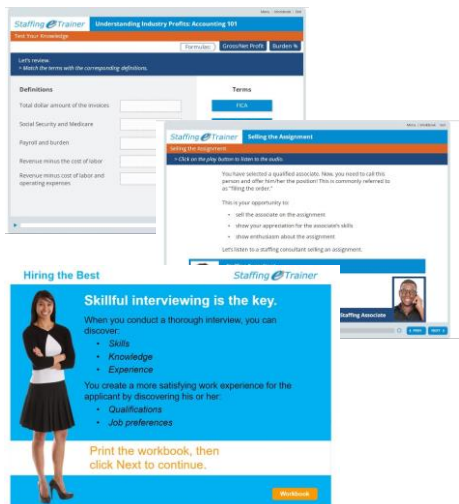 Menu | Workbook | Exit
Staffing eTrainer
Understanding Industry Profits: Accounting 101
Test Your Knowledge
Formulas Gross/Net Profit Burden %
Let's review.
> Match the terms with the corresponding definitions.
Definitions
Terms
Total dollar amount of the invoices
FICA
Social Security and Medicare
Payroll and burden
Revenue minus the cost of labor
Revenue minus cost of labor and
operating expenses
Menu | Workbook | Exit
Staffing eTrainer
Selling the Assignment
Selling the Assignment
> Click on the play button to listen to the audio.
You have selected a qualified associate. Now, you need to call this
person and offer him/her the position! This is commonly referred to
as "filling the order."
This is your opportunity to:
• sell the associate on the assignment
• show your appreciation for the associate's skills
• show enthusiasm about the assignment
Let's listen to a staffing consultant selling an assignment.
Staffing Associate
PREV NEXT
Hiring the Best
Staffing eTrainer
Skillful interviewing is the key.
When you conduct a thorough interview, you can
discover:
• Skills
• Knowledge
• Experience
You create a more satisfying work experience for the
applicant by discovering his or her:
• Qualifications
• Job preferences
Print the workbook, then
click Next to continue.
Workbook